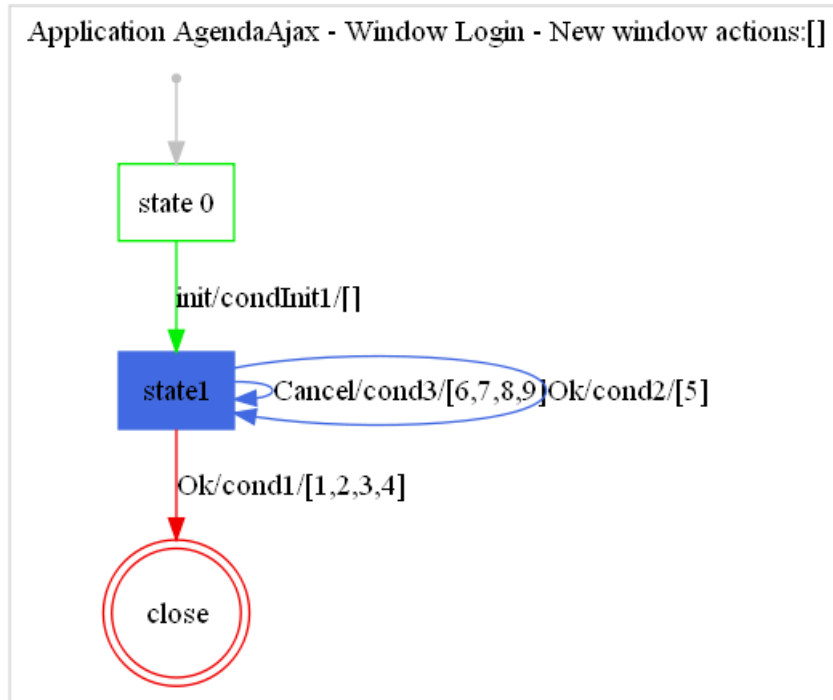 Application AgendaAjax - Window Login - New window actions:[]
state 0
init/condInit1/[]
state1
Cancel/cond3/[6,7,8,9]
Ok/cond2/[5]
Ok/cond1/[1,2,3,4]
close